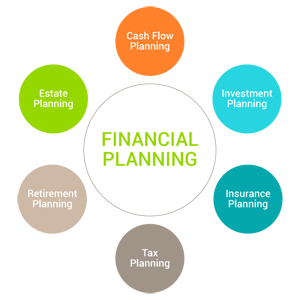 Cash Flow
Planning
Estate
Planning
Investment
Planning
FINANCIAL
PLANNING
Retirement
Planning
Insurance
Planning
Tax
Planning